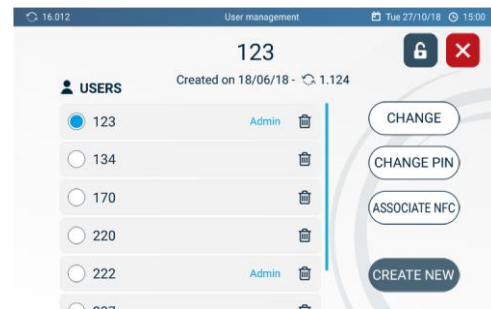 16.012 User management Tue 27/10/18 15:00
123
Created on 18/06/18 - 1.124
USERS
123 Admin
134
170
220
222 Admin
CHANGE
CHANGE PIN
ASSOCIATE NFC
CREATE NEW